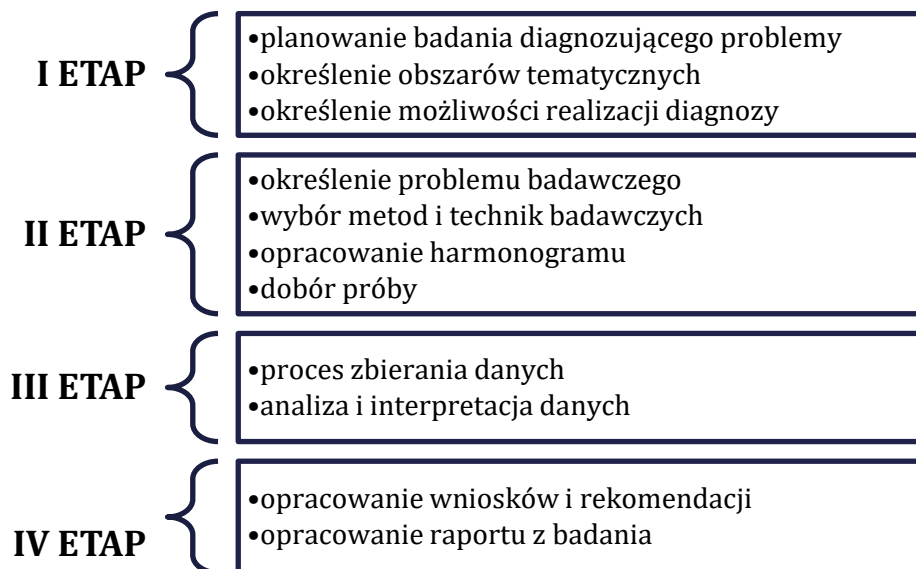 I ETAP
•planowanie badania diagnozującego problemy
•określenie obszarów tematycznych
•określenie możliwości realizacji diagnozy
II ETAP
•określenie problemu badawczego
•wybór metod i technik badawczych
•opracowanie harmonogramu
•dobór próby
III ETAP
•proces zbierania danych
•analiza i interpretacja danych
IV ETAP
•opracowanie wniosków i rekomendacji
•opracowanie raportu z badania